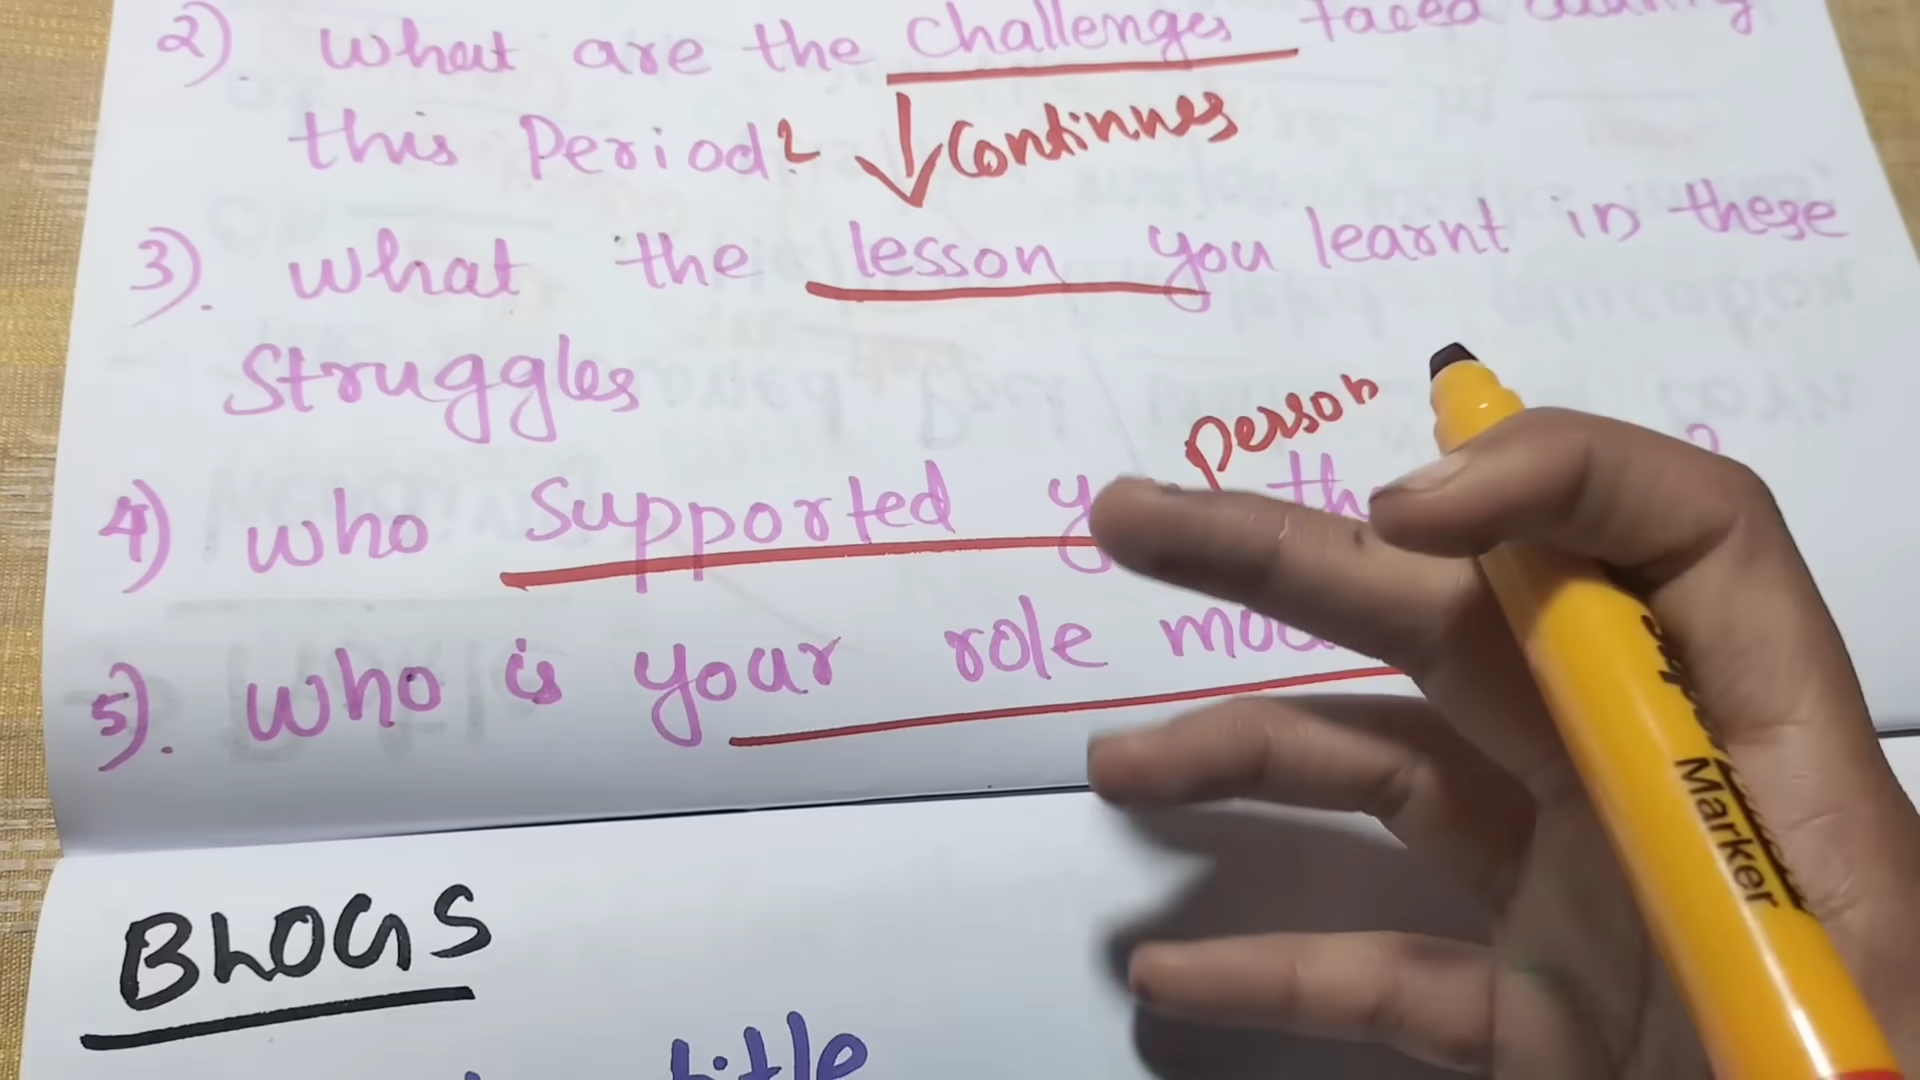 2). What are the Challenges faced
this Period?
Continues
3). What the lesson you learnt in these
Struggles
person
4) Who Supported
5). Who is your role
BLOGS
title
Marker